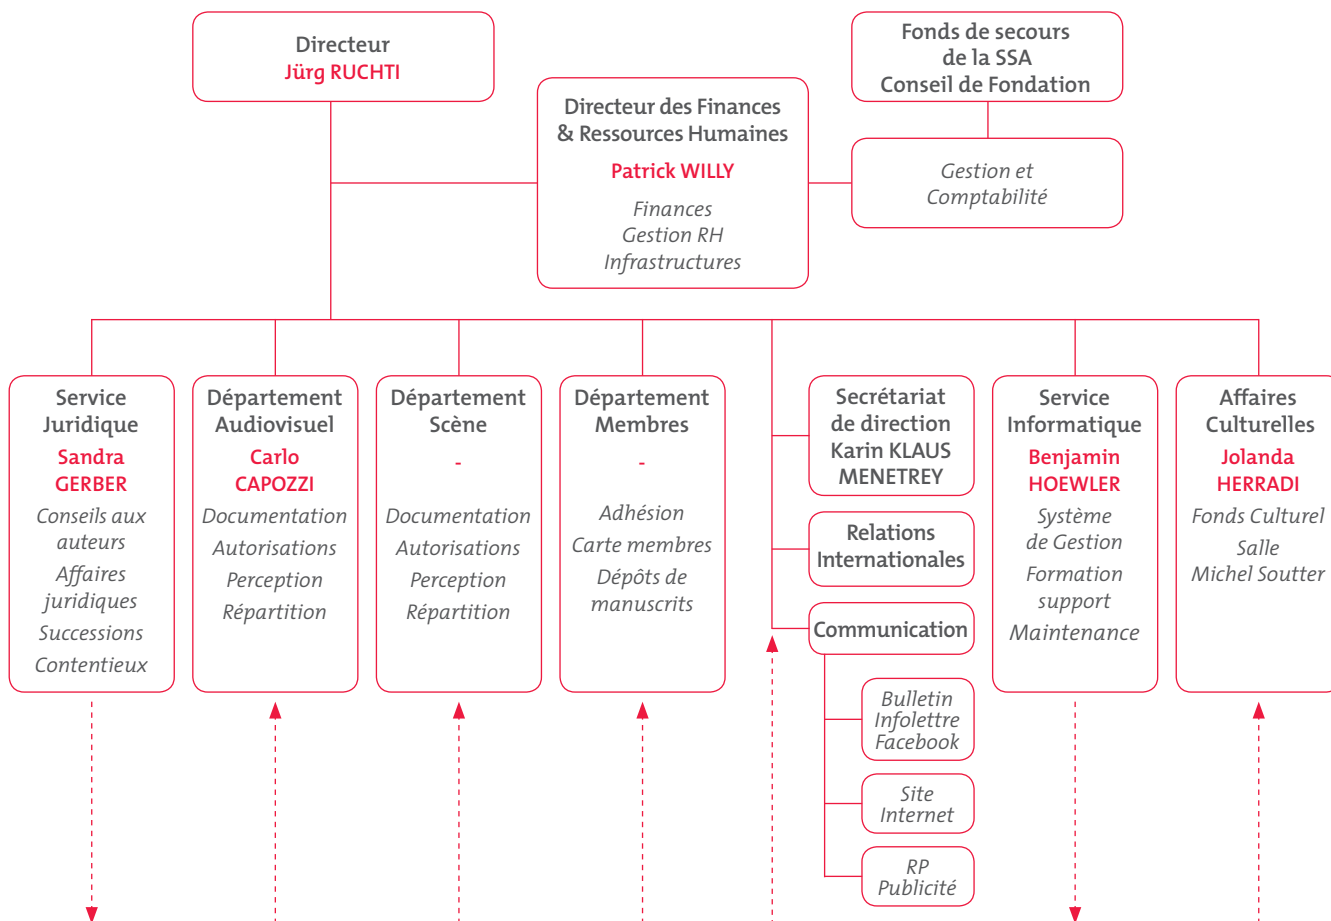 Directeur
Jürg RUCHTI
Fonds de secours
de la SSA
Conseil de Fondation
Directeur des Finances
& Ressources Humaines
Patrick WILLY
Finances
Gestion RH
Infrastructures
Gestion et
Comptabilité
Service
Juridique
Sandra
GERBER
Conseils aux
auteurs
Affaires
juridiques
Successions
Contentieux
Département
Audiovisuel
Carlo
CAPOZZI
Documentation
Autorisations
Perception
Répartition
Département
Scène
-
Documentation
Autorisations
Perception
Répartition
Département
Membres
-
Adhésion
Carte membres
Dépôts de
manuscrits
Secrétariat
de direction
Karin KLAUS
MENETREY
Relations
Internationales
Communication
Bulletin
Infolettre
Facebook
Site
Internet
RP
Publicité
Service
Informatique
Benjamin
HOEWLER
Système
de Gestion
Formation
support
Maintenance
Affaires
Culturelles
Jolanda
HERRADI
Fonds Culturel
Salle
Michel Soutter